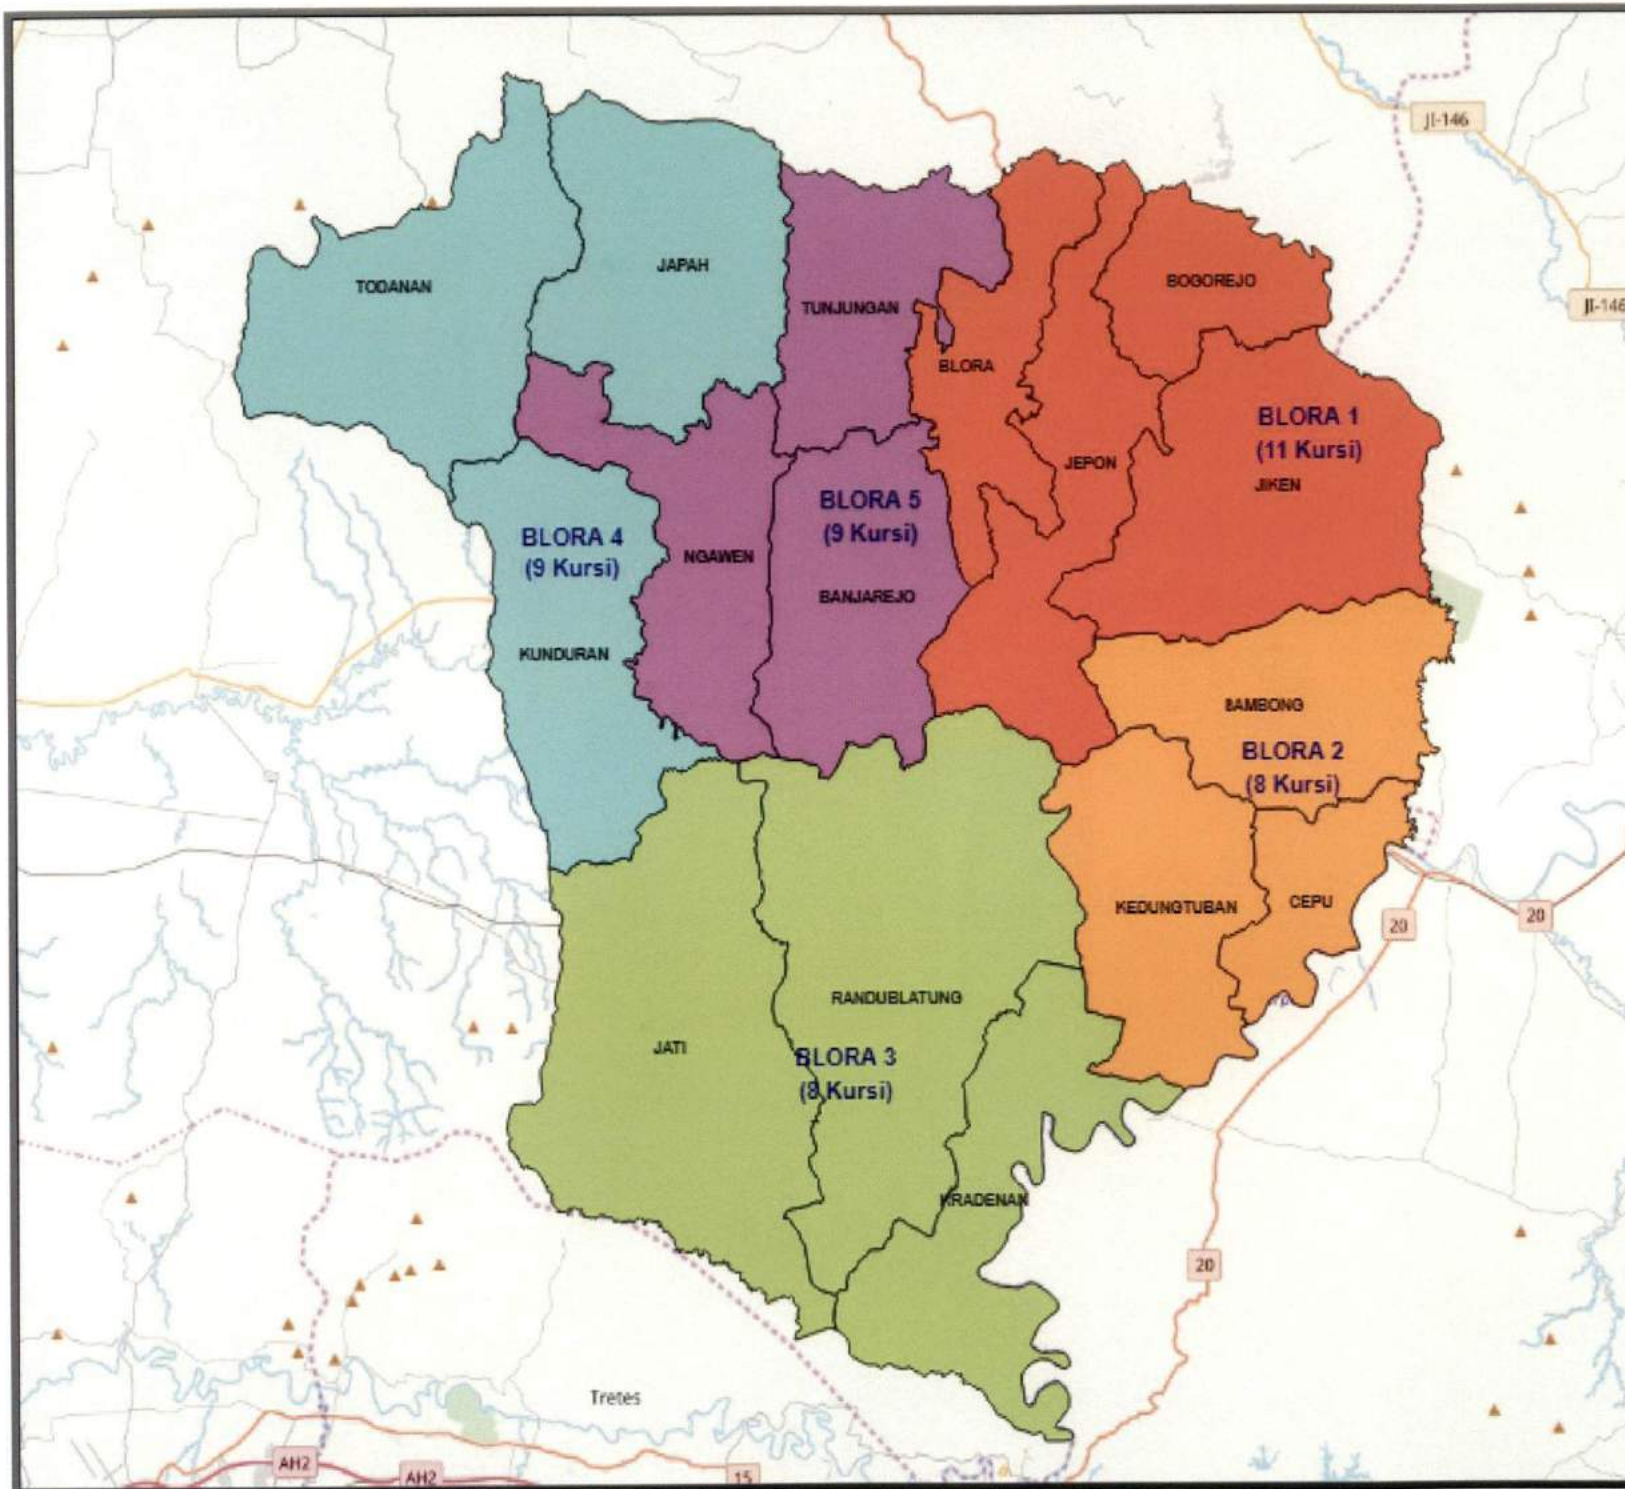 JI-146
JI-146
JAPAH
BOGOREJO
TODANAN
TUNJUNGAN
BLORA
BLORA 1
(11 Kursi)
JEPON
JIKEN
BLORA 5
(9 Kursi)
BLORA 4
(9 Kursi)
NGAWEN
BANJAREJO
KUNDURAN
SAMBONG
BLORA 2
(8 Kursi)
CEPU
KEDUNGTUBAN
20
20
RANDUBLATUNG
JATI
BLORA 3
(8 Kursi)
KRADENAN
20
Tretes
AH2
AH2
15